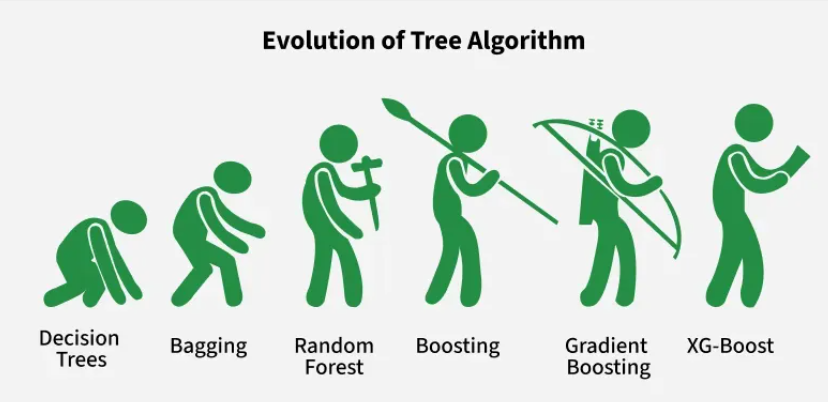 Evolution of Tree Algorithm
Decision
Trees
Bagging
Random
Forest
Boosting
Gradient
Boosting
XG-Boost